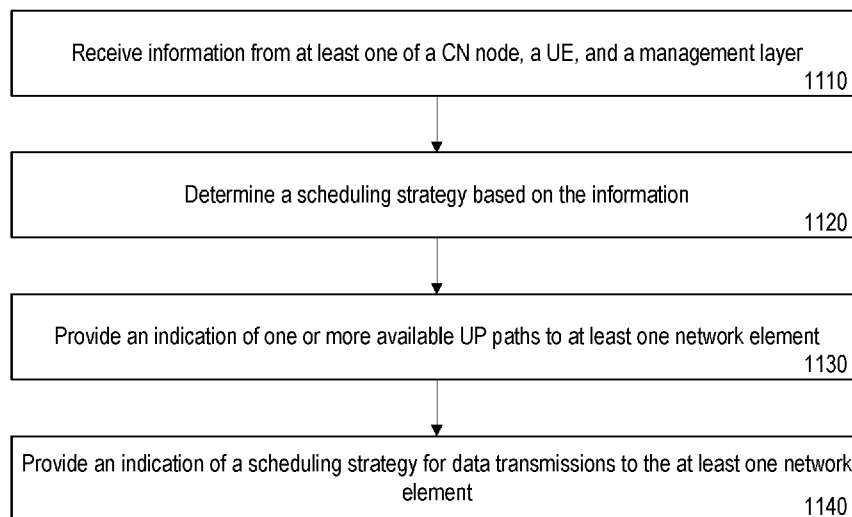 Receive information from at least one of a CN node, a UE, and a management layer
1110
Determine a scheduling strategy based on the information
1120
Provide an indication of one or more available UP paths to at least one network element
1130
Provide an indication of a scheduling strategy for data transmissions to the at least one network
element
1140